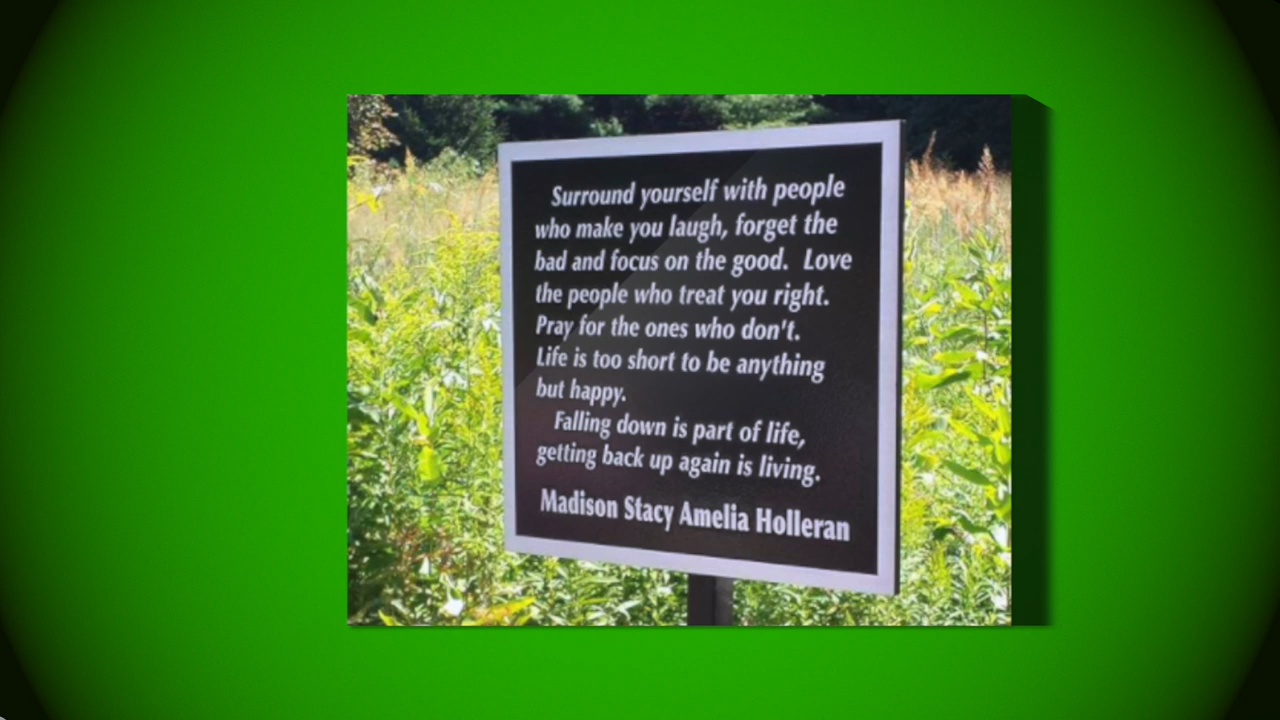 Surround yourself with people
who make you laugh, forget the
bad and focus on the good. Love
the people who treat you right.
Pray for the ones who don't.
Life is too short to be anything
but happy.
Falling down is part of life,
getting back up again is living.
Madison Stacy Amelia Holleran